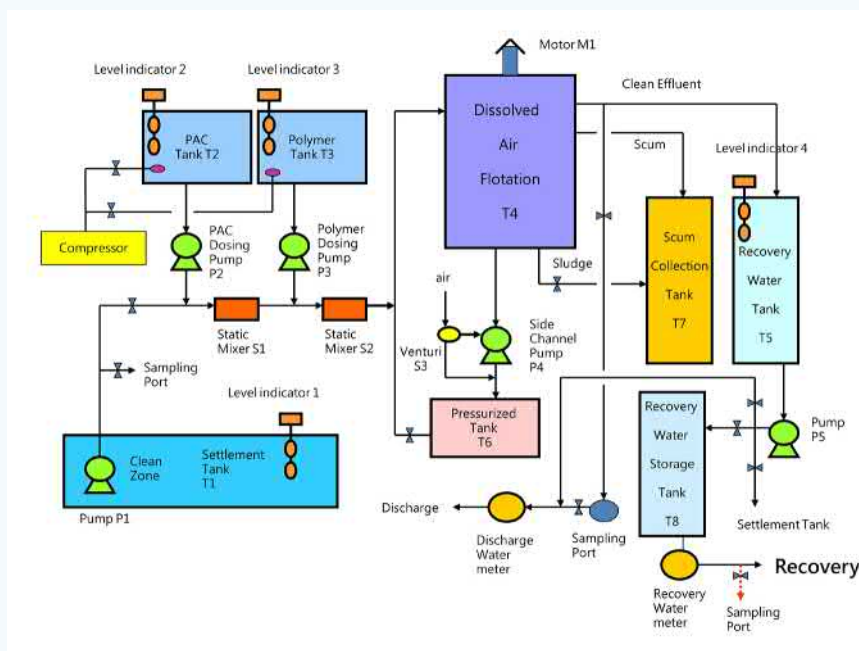 Motor M1
Level indicator 2
Level indicator 3
Clean Effluent
PAC
Tank T2
Polymer
Tank T3
Dissolved
Air
Flotation
T4
Scum
Level indicator 4
Compressor
PAC
Dosing
Pump
P2
Polymer
Dosing
Pump
P3
Scum
Collection
Tank
T7
Recovery
Water
Tank
T5
Sludge
air
Static
Mixer S1
Static
Mixer S2
Venturi
S3
Side
Channel
Pump
P4
Sampling
Port
Level indicator 1
Pressurized
Tank
T6
Recovery
Water
Storage
Tank
T8
Pump
P5
Clean
Zone
Settlement
Tank
T1
Pump P1
Discharge
Discharge
Water
meter
Sampling
Port
Settlement Tank
Recovery
Recovery
Water
meter
Sampling
Port